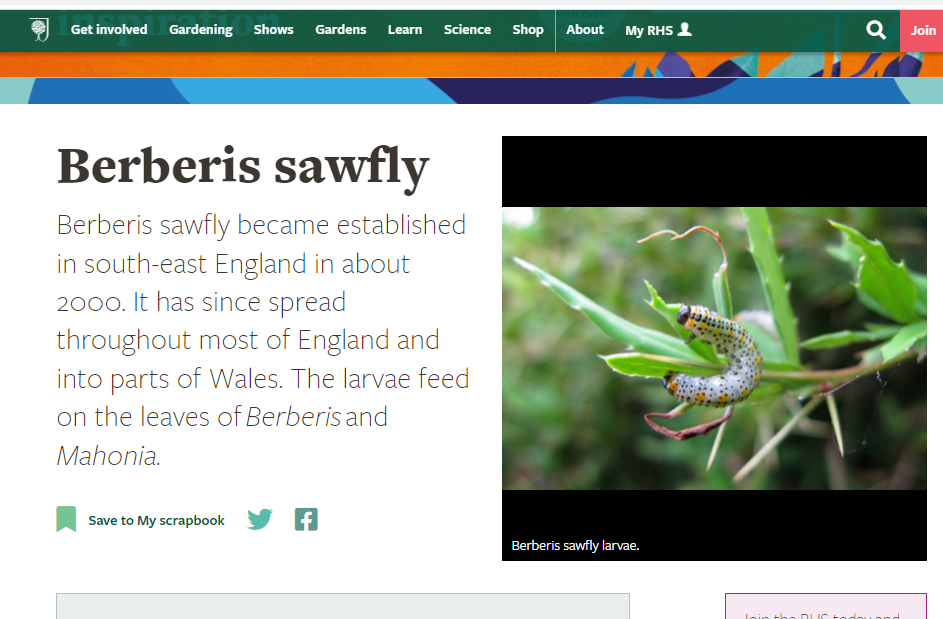 inspiration
Get involved Gardening Shows Gardens Learn Science Shop About My RHS Join
Berberis sawfly
Berberis sawfly became established
in south-east England in about
2000. It has since spread
throughout most of England and
into parts of Wales. The larvae feed
on the leaves of Berberis and
Mahonia.
Save to My scrapbook
Berberis sawfly larvae.
Join the RHS today and